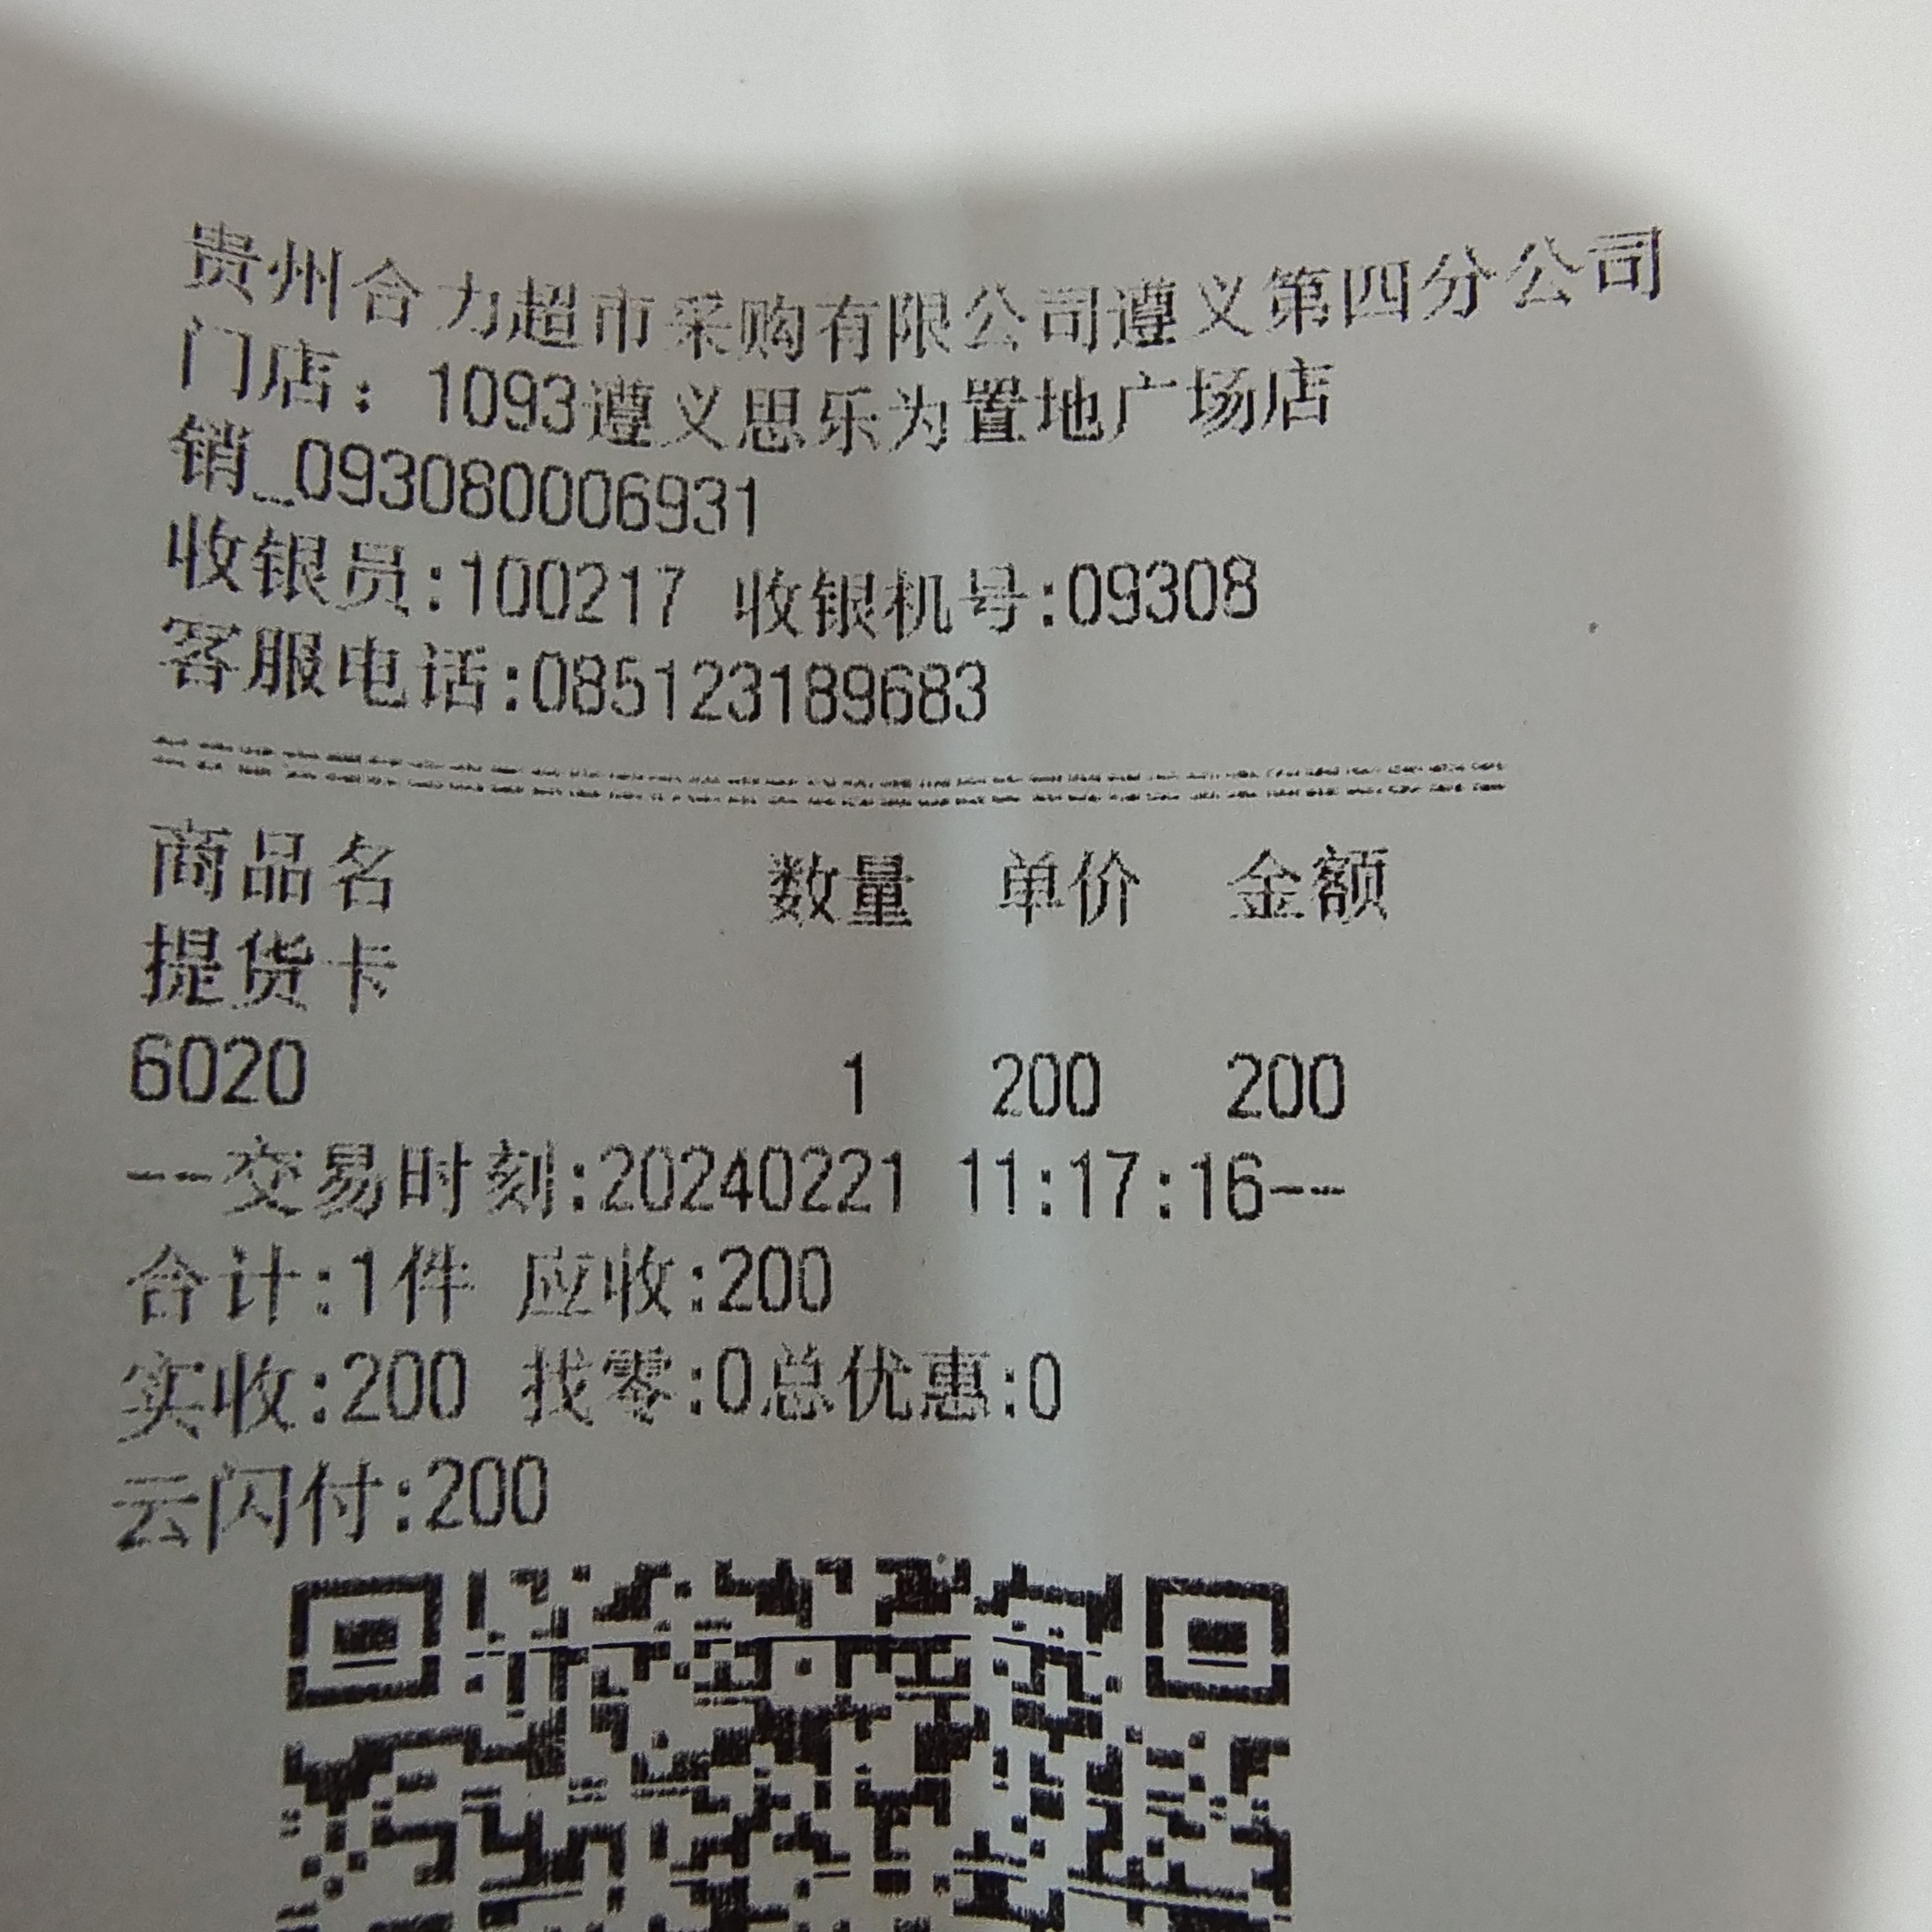 贵州合力超市采购有限公司遵义第四分公司
门店：1093遵义思乐为置地广场店
销_093080006931
收银员:100217 收银机号:09308
客服电话:085123189683
商品名 数量 单价 金额
提货卡
6020 1 200 200
--交易时刻:20240221 11:17:16--
合计:1件 应收:200
实收:200 找零:0总优惠:0
云闪付:200